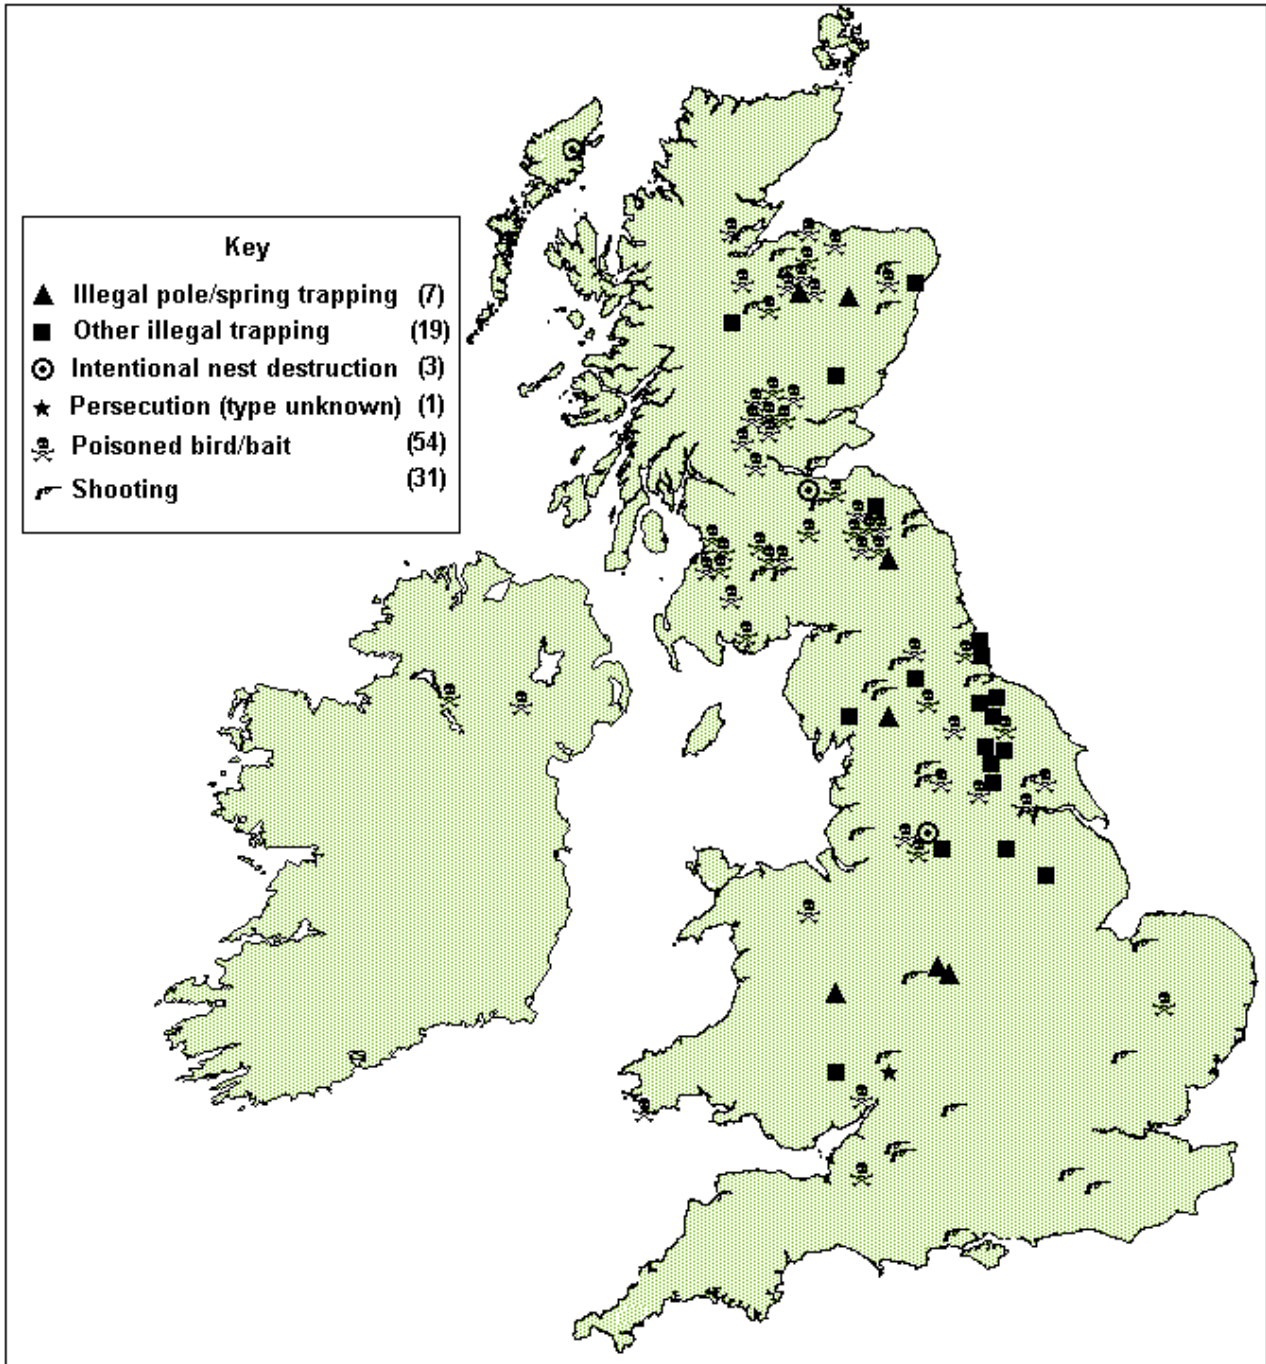 Key
Illegal pole/spring trapping (7)
Other illegal trapping (19)
Intentional nest destruction (3)
Persecution (type unknown) (1)
Poisoned bird/bait (54)
Shooting (31)